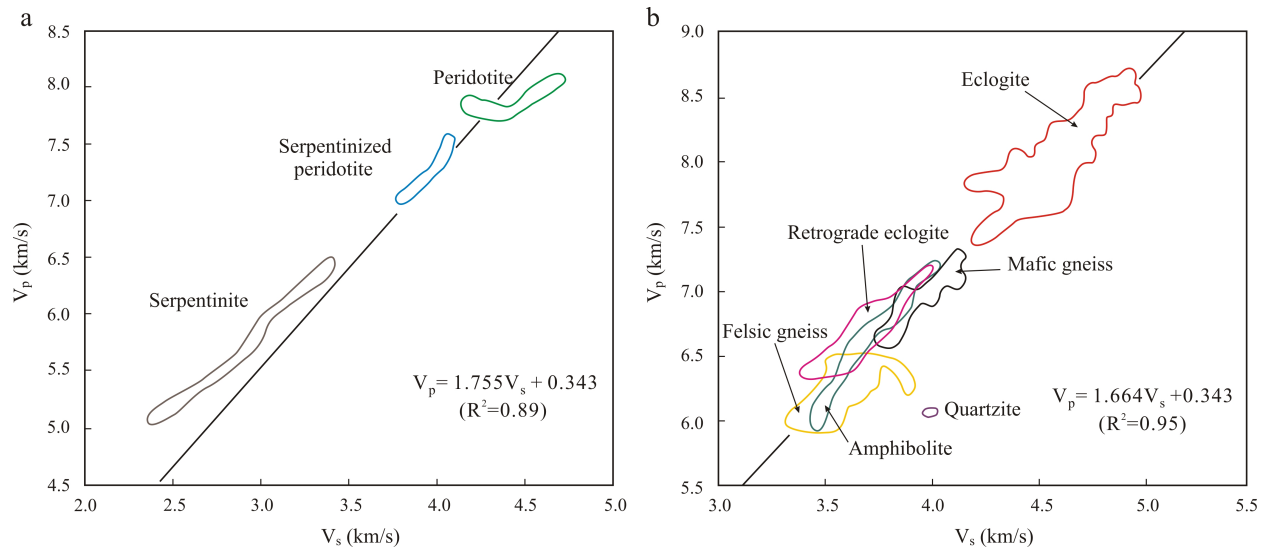 a
8.5
8.0
7.5
7.0
6.5
6.0
5.5
5.0
4.5
Vp (km/s)
Peridotite
Serpentinized
peridotite
Serpentinite
Vp= 1.755Vs + 0.343
(R²=0.89)
2.0 2.5 3.0 3.5 4.0 4.5 5.0
Vs (km/s)
b
9.0
8.5
8.0
7.5
7.0
6.5
6.0
5.5
Vp (km/s)
Eclogite
Retrograde eclogite
Mafic gneiss
Felsic gneiss
Quartzite
Amphibolite
Vp= 1.664Vs +0.343
(R²=0.95)
3.0 3.5 4.0 4.5 5.0 5.5
Vs (km/s)